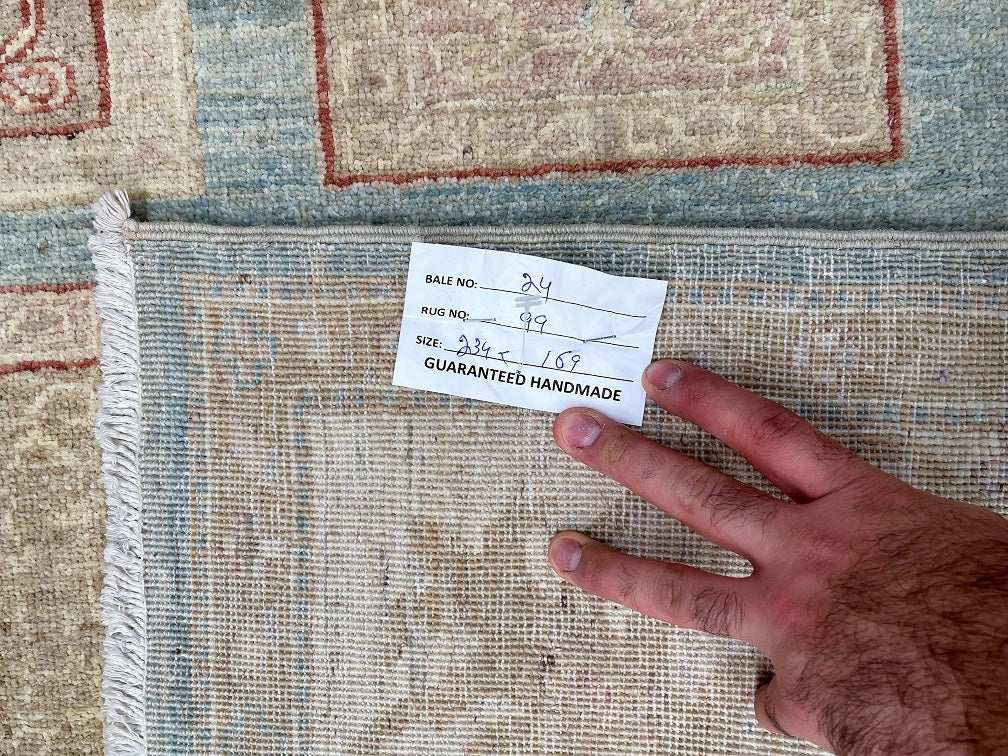 BALE NO: 24
RUG NO: 99
SIZE: 234 x 169
GUARANTEED HANDMADE